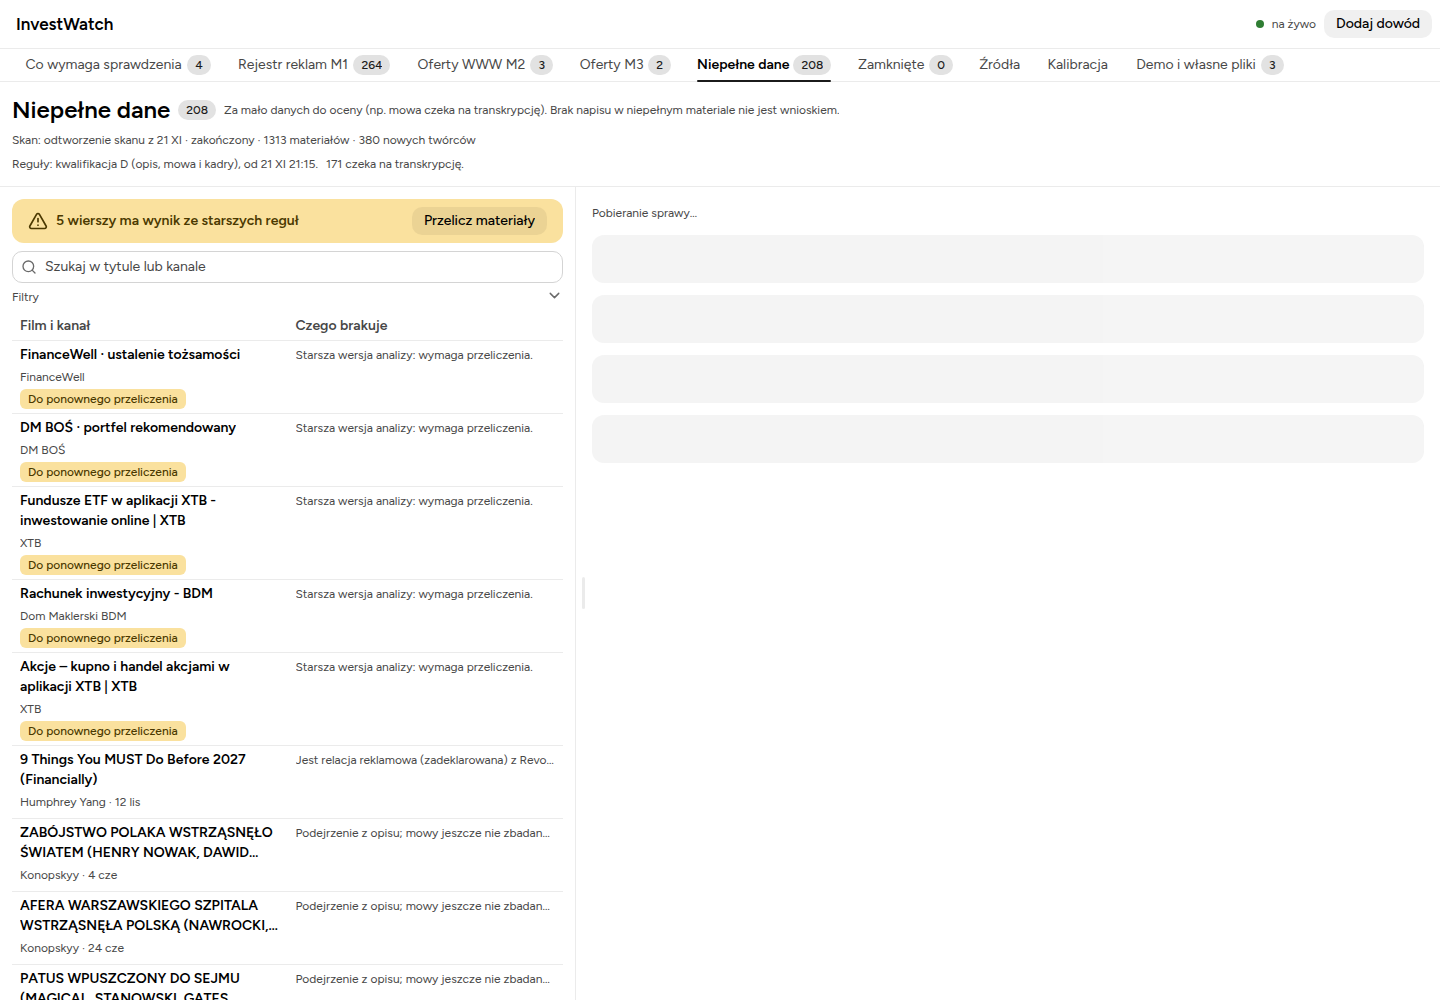 InvestWatch
na żywo
Dodaj dowód
Co wymaga sprawdzenia 4
Rejestr reklam M1 264
Oferty WWW M2 3
Oferty M3 2
Niepełne dane 208
Zamknięte 0
Źródła
Kalibracja
Demo i własne pliki 3
Niepełne dane 208 Za mało danych do oceny (np. mowa czeka na transkrypcję). Brak napisu w niepełnym materiale nie jest wnioskiem.
Skan: odtworzenie skanu z 21 XI · zakończony · 1313 materiałów · 380 nowych twórców
Reguły: kwalifikacja D (opis, mowa i kadry), od 21 XI 21:15. 171 czeka na transkrypcję.
5 wierszy ma wynik ze starszych reguł
Przelicz materiały
Szukaj w tytule lub kanale
Filtry
Film i kanał
Czego brakuje
FinanceWell · ustalenie tożsamości
Starsza wersja analizy: wymaga przeliczenia.
FinanceWell
Do ponownego przeliczenia
DM BOŚ · portfel rekomendowany
Starsza wersja analizy: wymaga przeliczenia.
DM BOŚ
Do ponownego przeliczenia
Fundusze ETF w aplikacji XTB -
inwestowanie online | XTB
Starsza wersja analizy: wymaga przeliczenia.
XTB
Do ponownego przeliczenia
Rachunek inwestycyjny - BDM
Starsza wersja analizy: wymaga przeliczenia.
Dom Maklerski BDM
Do ponownego przeliczenia
Akcje – kupno i handel akcjami w
aplikacji XTB | XTB
Starsza wersja analizy: wymaga przeliczenia.
XTB
Do ponownego przeliczenia
9 Things You MUST Do Before 2027
(Financially)
Jest relacja reklamowa (zadeklarowana) z Revo...
Humphrey Yang · 12 lis
ZABÓJSTWO POLAKA WSTRZĄSNĘŁO
ŚWIATEM (HENRY NOWAK, DAWID...
Podejrzenie z opisu; mowy jeszcze nie zbadan...
Konopskyy · 4 cze
AFERA WARSZAWSKIEGO SZPITALA
WSTRZĄSNĘŁA POLSKĄ (NAWROCKI,...
Podejrzenie z opisu; mowy jeszcze nie zbadan...
Konopskyy · 24 cze
PATUS WPUSZCZONY DO SEJMU
(MAGICAL, STANOWSKI, GATES
Podejrzenie z opisu; mowy jeszcze nie zbadan...
Pobieranie sprawy...